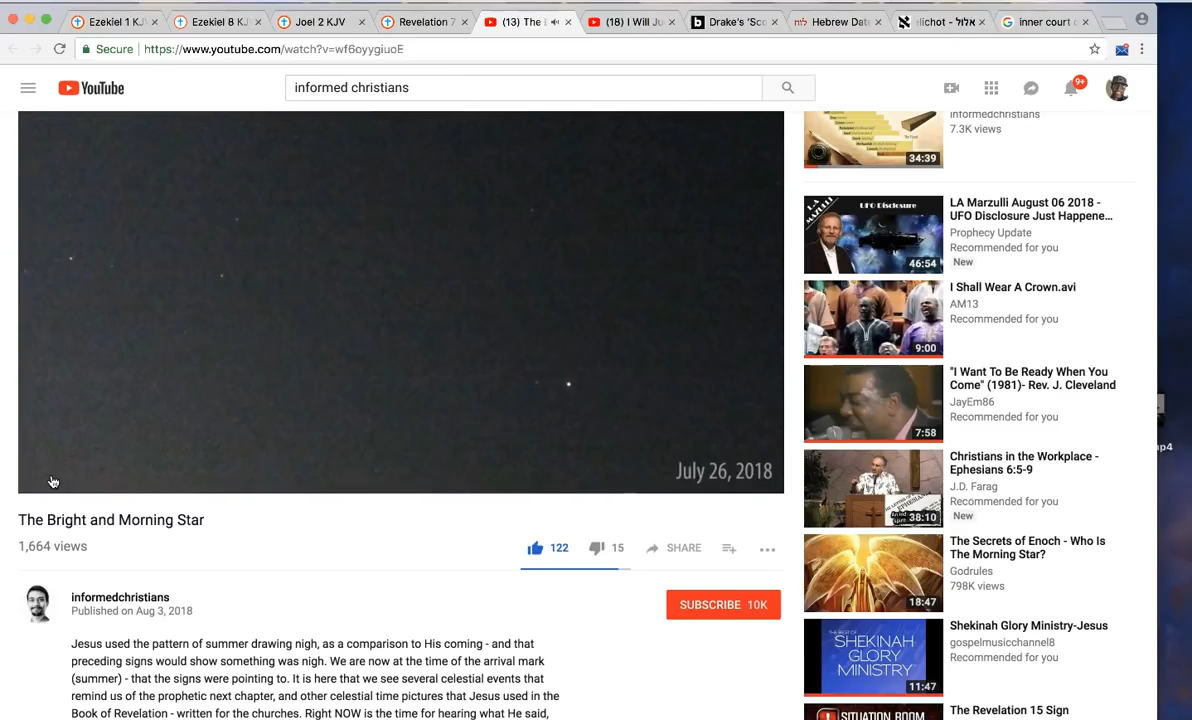 Ezekiel 1 KJ
Ezekiel 8 KJ
Joel 2 KJV
Revelation 7
(13) The
(18) I Will Ju
Drake's 'Sc
Hebrew Dat
inner court
Secure
https://www.youtube.com/watch?v=wf6oyygiuoE
YouTube
informed christians
9+
informedchristians
7.3K views
34:39
LA MARZULLI
UFO DISCLOSURE
46:54
LA Marzulli August 06 2018 -
UFO Disclosure Just Happene...
Prophecy Update
Recommended for you
New
9:00
I Shall Wear A Crown.avi
AM13
Recommended for you
7:58
"I Want To Be Ready When You
Come" (1981)- Rev. J. Cleveland
JayEm86
Recommended for you
38:10
Christians in the Workplace -
Ephesians 6:5-9
J.D. Farag
Recommended for you
New
mp4
July 26, 2018
The Bright and Morning Star
1,664 views
122
15
SHARE
18:47
The Secrets of Enoch - Who Is
The Morning Star?
Godrules
798K views
informedchristians
Published on Aug 3, 2018
SUBSCRIBE 10K
SHEKINAH
GLORY
MINISTRY
11:47
Shekinah Glory Ministry-Jesus
gospelmusicchannel8
Recommended for you
Jesus used the pattern of summer drawing nigh, as a comparison to His coming - and that
preceding signs would show something was nigh. We are now at the time of the arrival mark
(summer) - that the signs were pointing to. It is here that we see several celestial events that
remind us of the prophetic next chapter, and other celestial time pictures that Jesus used in the
Book of Revelation - written for the churches. Right NOW is the time for hearing what He said,
SITUATION ROOM
The Revelation 15 Sign